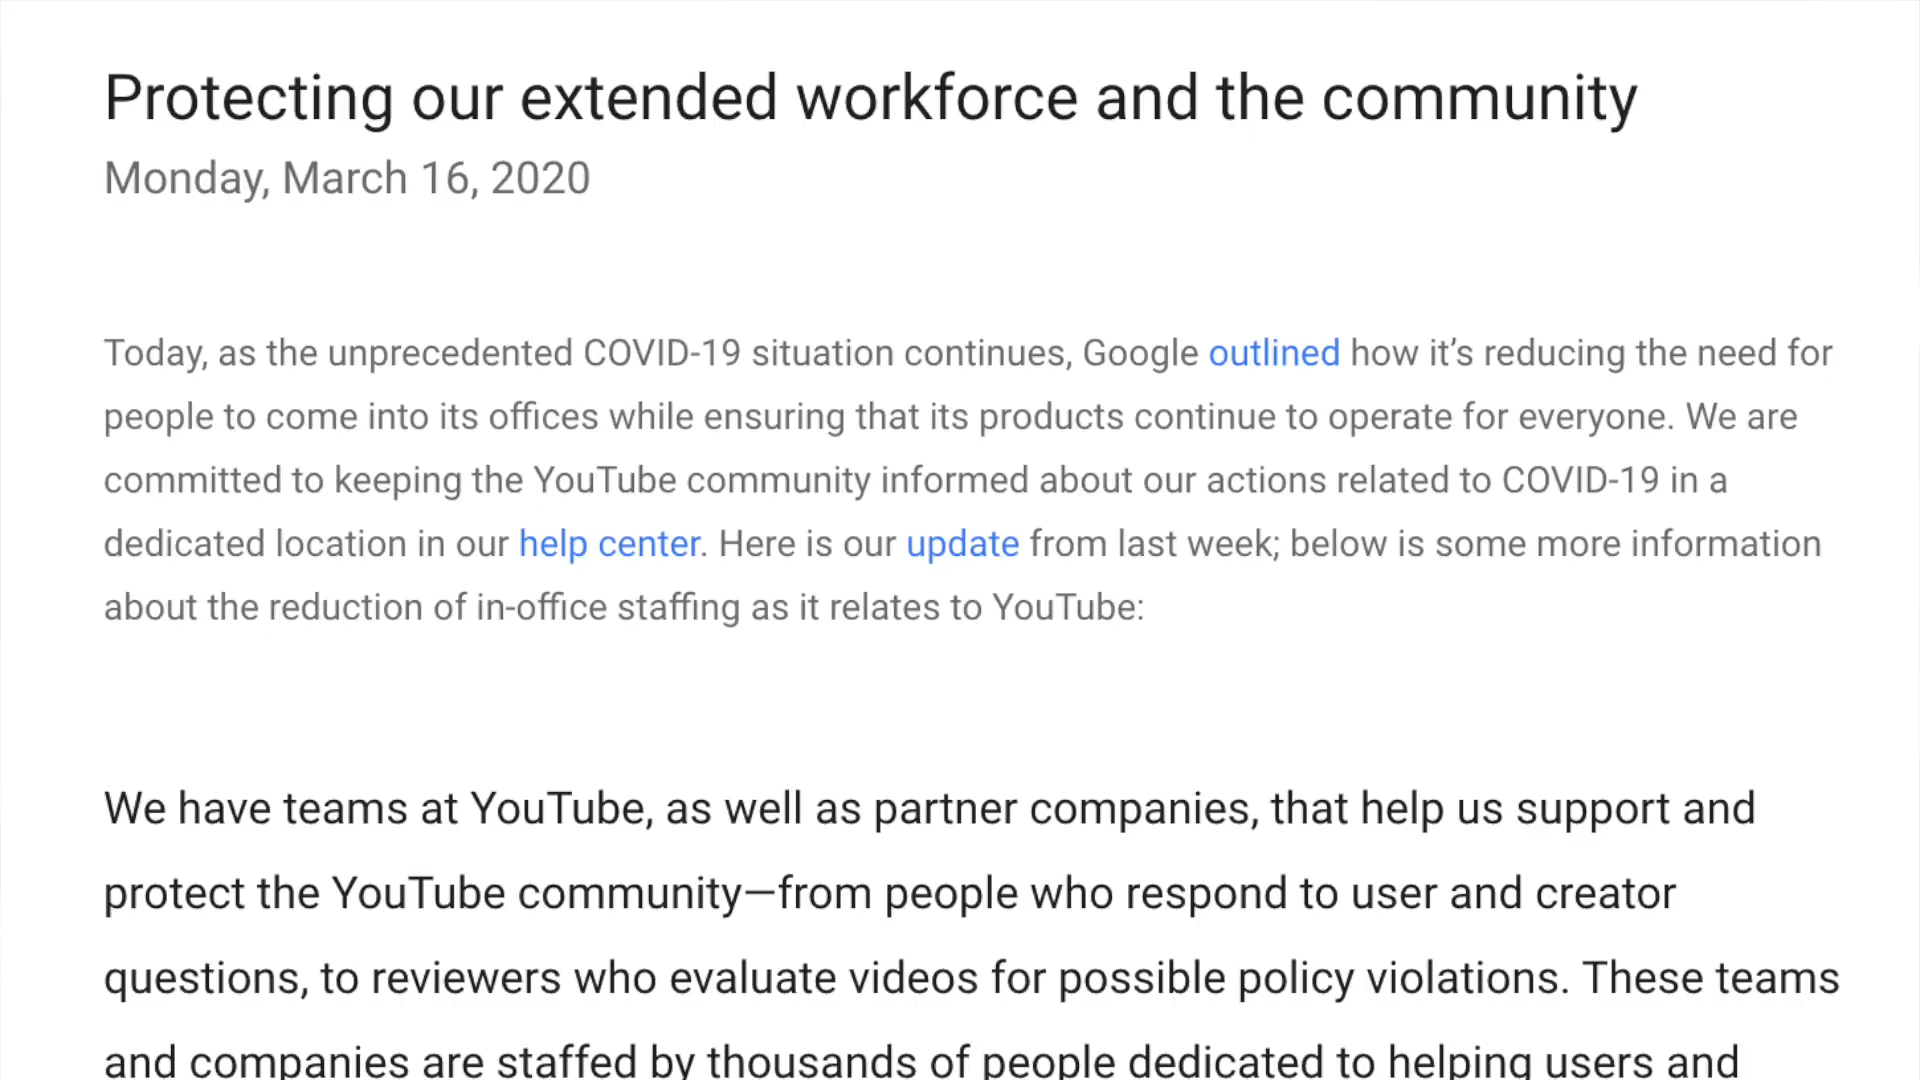 Protecting our extended workforce and the community
Monday, March 16, 2020
Today, as the unprecedented COVID-19 situation continues, Google outlined how it’s reducing the need for
people to come into its offices while ensuring that its products continue to operate for everyone. We are
committed to keeping the YouTube community informed about our actions related to COVID-19 in a
dedicated location in our help center. Here is our update from last week; below is some more information
about the reduction of in-office staffing as it relates to YouTube:
We have teams at YouTube, as well as partner companies, that help us support and
protect the YouTube community—from people who respond to user and creator
questions, to reviewers who evaluate videos for possible policy violations. These teams
and companies are staffed by thousands of people dedicated to helping users and